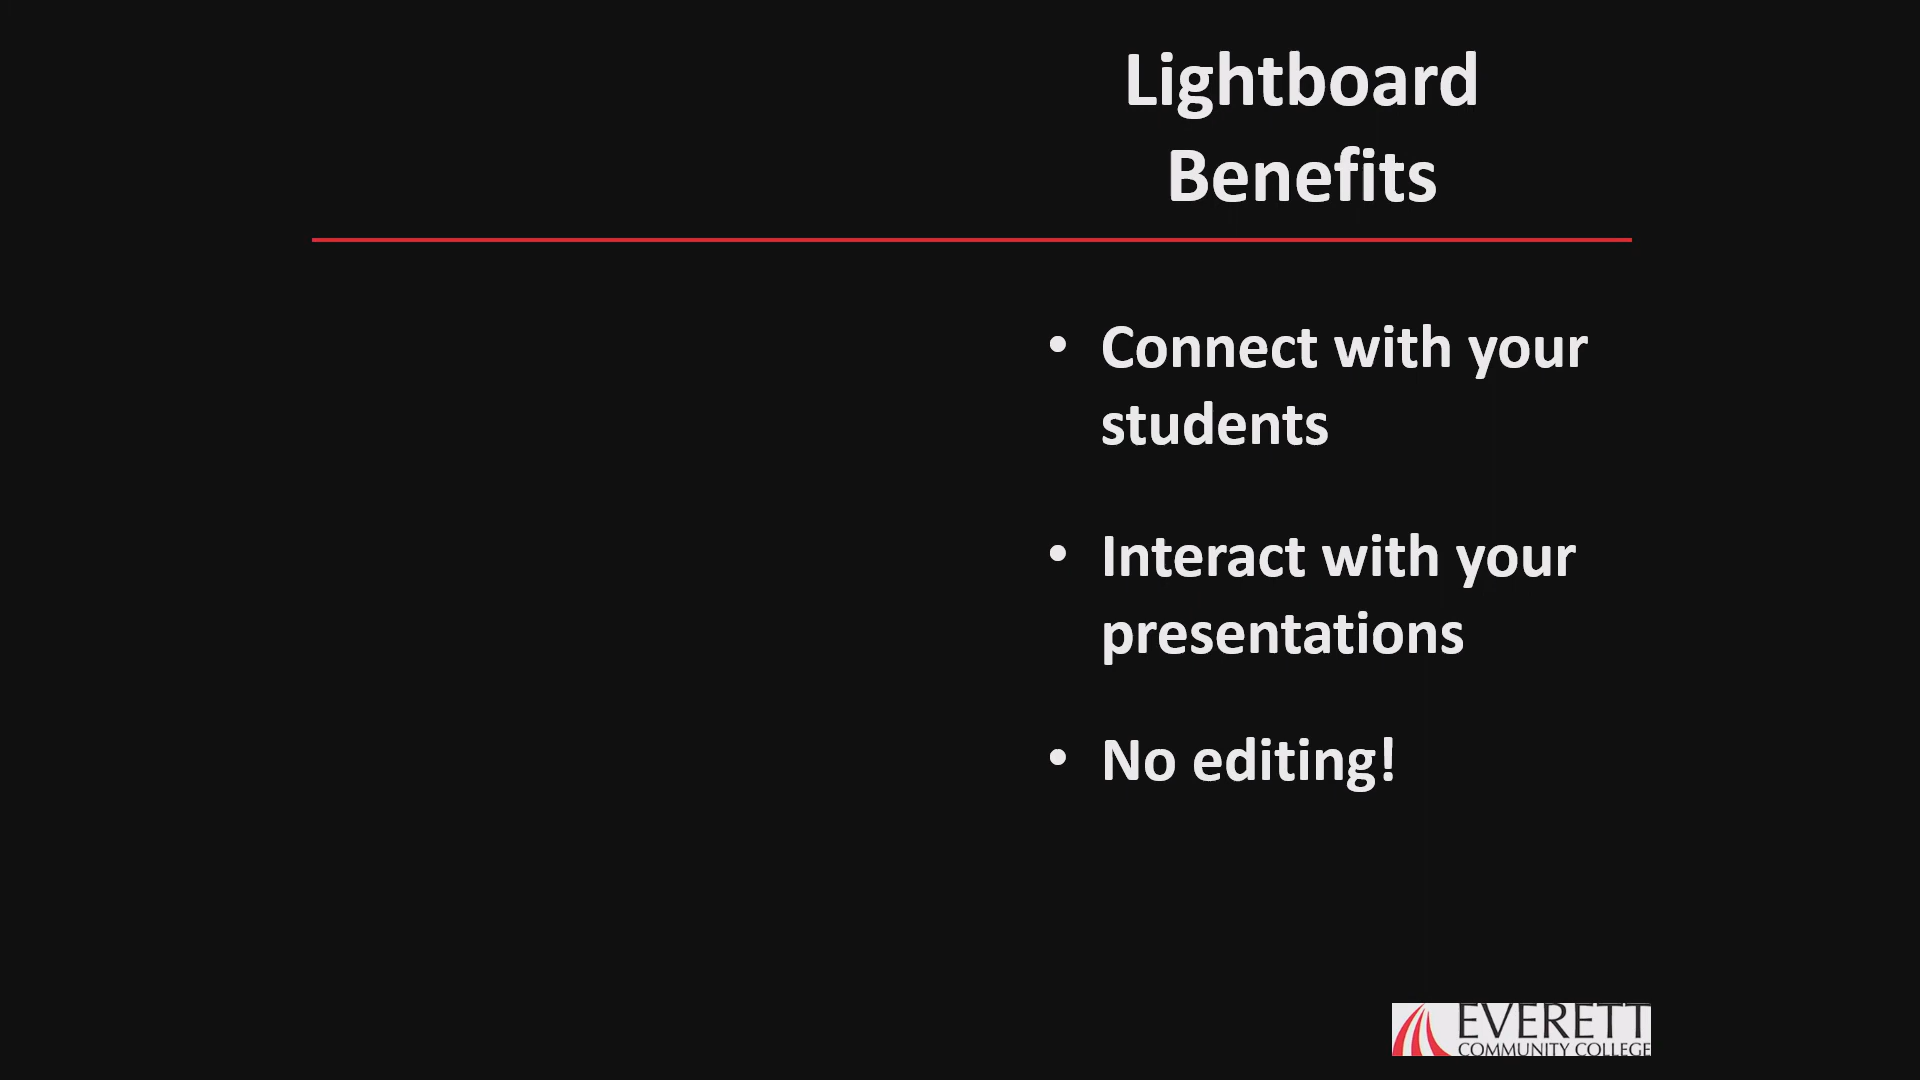 Lightboard
Benefits
• Connect with your
students
• Interact with your
presentations
• No editing!
EVERETT
COMMUNITY COLLEGE